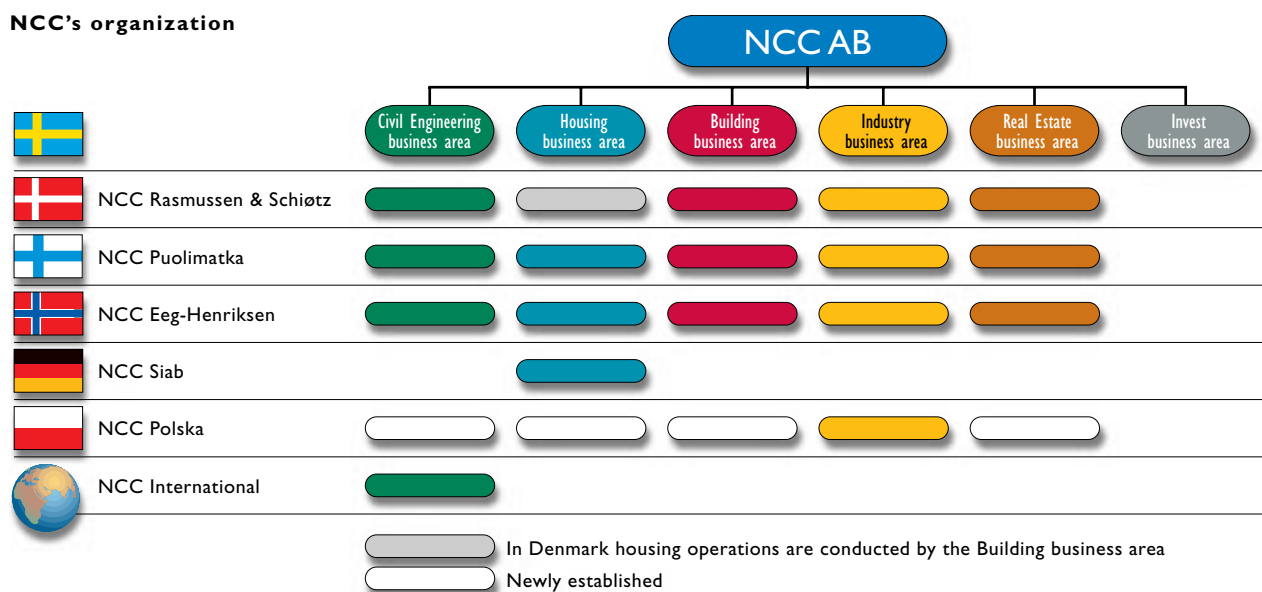 NCC's organization
NCC AB
Civil Engineering
business area
Housing
business area
Building
business area
Industry
business area
Real Estate
business area
Invest
business area
NCC Rasmussen & Schiøtz
NCC Puolimatka
NCC Eeg-Henriksen
NCC Siab
NCC Polska
NCC International
In Denmark housing operations are conducted by the Building business area
Newly established